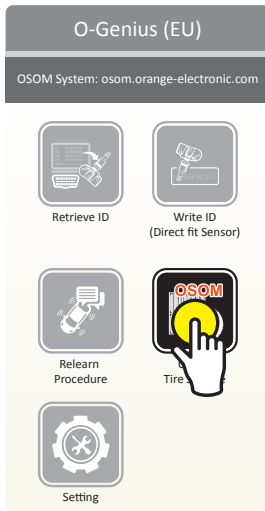 O-Genius (EU)
OSOM System: osom.orange-electronic.com
Retrieve ID
Write ID
(Direct fit Sensor)
OSOM
Relearn
Procedure
Tire
Setting